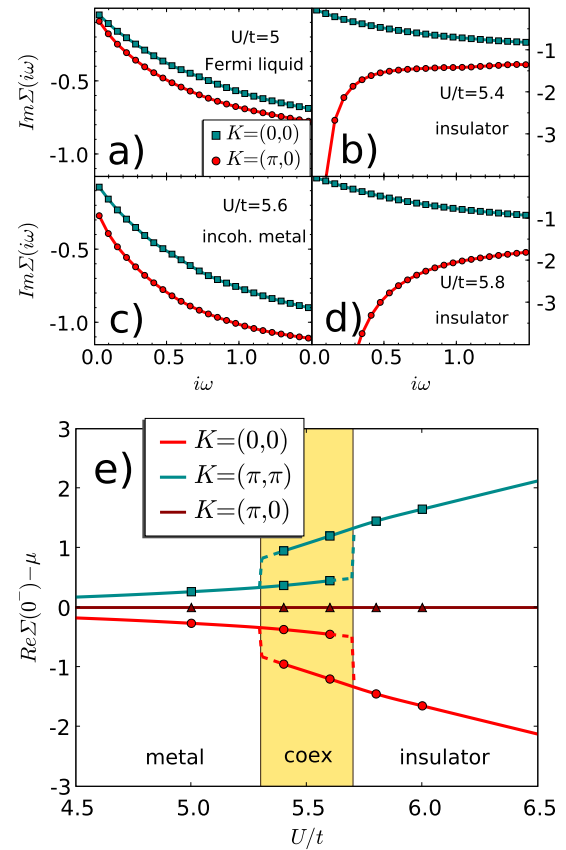 ImΣ(iω)
-0.5
-1.0
U/t=5
Fermi liquid
a)
K=(0,0)
K=(π,0)
U/t=5.4
insulator
b)
-1
-2
-3
ImΣ(iω)
-0.5
-1.0
U/t=5.6
incoh. metal
c)
U/t=5.8
insulator
d)
-1
-2
-3
0.0 0.5 1.0 0.0 0.5 1.0
iω iω
e)
K=(0,0)
K=(π,π)
K=(π,0)
ReΣ(0⁻)−μ
3
2
1
0
-1
-2
-3
metal coex insulator
4.5 5.0 5.5 6.0 6.5
U/t